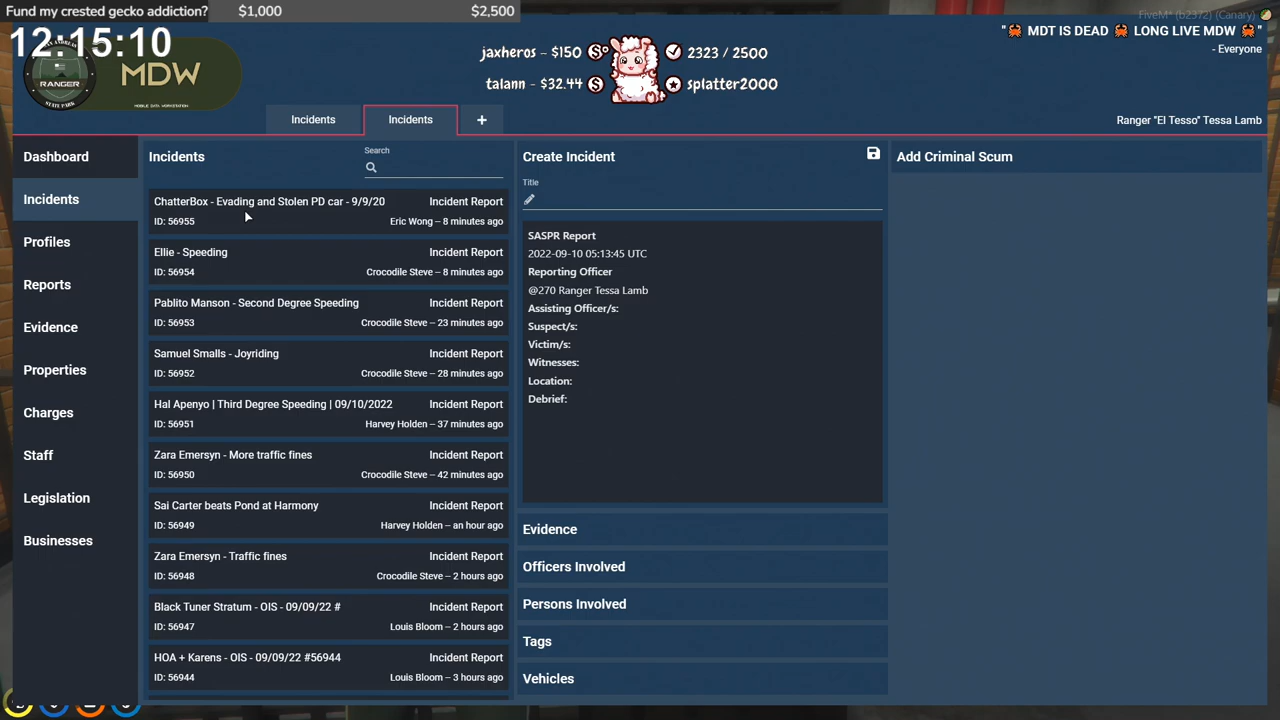 Fund my crested gecko addiction? $1,000 $2,500
FiveM* (b2372) (Canary)
12:15:10
RANGER
STATE PARK
MDW
MOBILE DATA WORKSTATION
jaxheros - $150 2323 / 2500
talann - $32.44 splatter2000
" 🦀 MDT IS DEAD 🦀 LONG LIVE MDW 🦀 "
- Everyone
Incidents Incidents +
Ranger "El Tesso" Tessa Lamb
Dashboard
Incidents
Profiles
Reports
Evidence
Properties
Charges
Staff
Legislation
Businesses
Incidents
Search
ChatterBox - Evading and Stolen PD car - 9/9/20 Incident Report
ID: 56955 Eric Wong – 8 minutes ago
Ellie - Speeding Incident Report
ID: 56954 Crocodile Steve – 8 minutes ago
Pablito Manson - Second Degree Speeding Incident Report
ID: 56953 Crocodile Steve – 23 minutes ago
Samuel Smalls - Joyriding Incident Report
ID: 56952 Crocodile Steve – 28 minutes ago
Hal Apenyo | Third Degree Speeding | 09/10/2022 Incident Report
ID: 56951 Harvey Holden – 37 minutes ago
Zara Emersyn - More traffic fines Incident Report
ID: 56950 Crocodile Steve – 42 minutes ago
Sai Carter beats Pond at Harmony Incident Report
ID: 56949 Harvey Holden – an hour ago
Zara Emersyn - Traffic fines Incident Report
ID: 56948 Crocodile Steve – 2 hours ago
Black Tuner Stratum - OIS - 09/09/22 # Incident Report
ID: 56947 Louis Bloom – 2 hours ago
HOA + Karens - OIS - 09/09/22 #56944 Incident Report
ID: 56944 Louis Bloom – 3 hours ago
Create Incident
Title
SASPR Report
2022-09-10 05:13:45 UTC
Reporting Officer
@270 Ranger Tessa Lamb
Assisting Officer/s:
Suspect/s:
Victim/s:
Witnesses:
Location:
Debrief:
Evidence
Officers Involved
Persons Involved
Tags
Vehicles
Add Criminal Scum